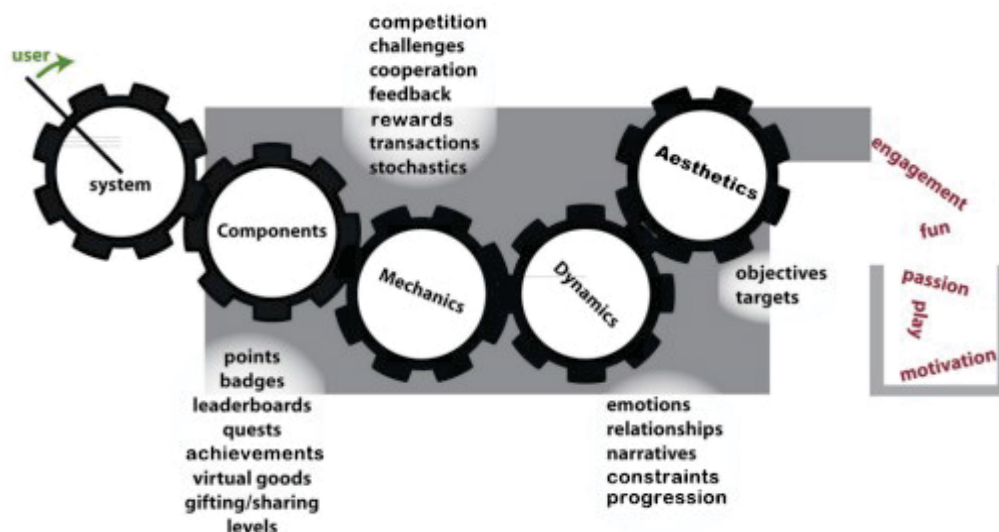 user
system
Components
Mechanics
Dynamics
Aesthetics
competition
challenges
cooperation
feedback
rewards
transactions
stochastics
points
badges
leaderboards
quests
achievements
virtual goods
gifting/sharing
levels
emotions
relationships
narratives
constraints
progression
objectives
targets
engagement
fun
passion
play
motivation